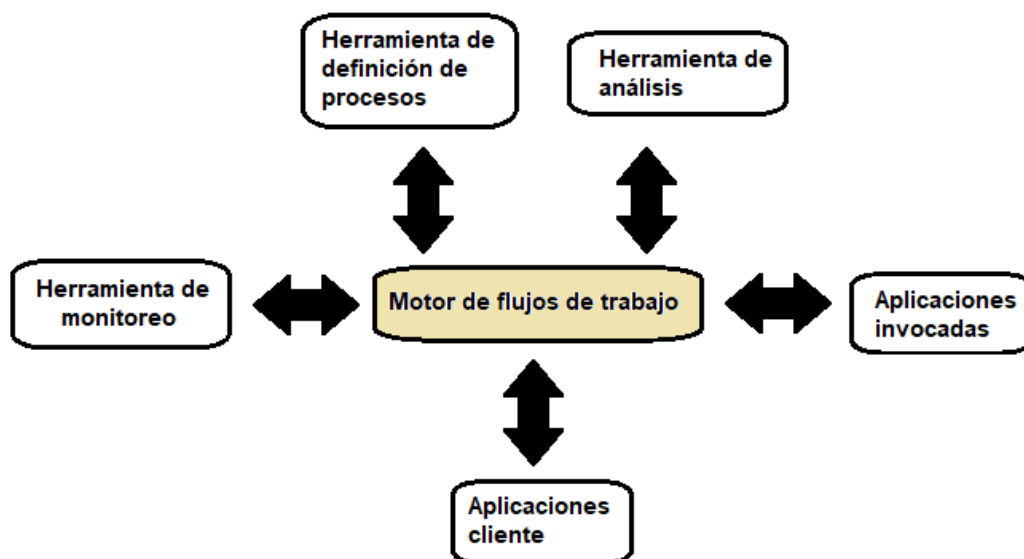 Herramienta de
definición de
procesos
Herramienta de
análisis
Herramienta de
monitoreo
Motor de flujos de trabajo
Aplicaciones
invocadas
Aplicaciones
cliente